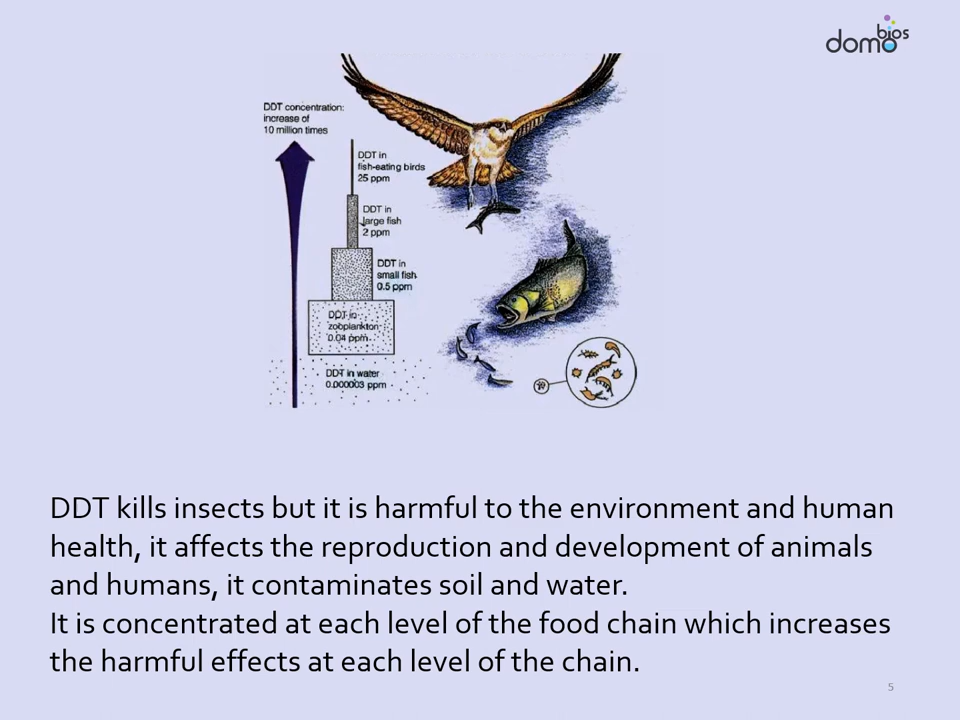 domo
bios
DDT concentration:
increase of
10 million times
DDT in
fish-eating birds
25 ppm
DDT in
large fish
2 ppm
DDT in
small fish
0.5 ppm
DDT in
zooplankton
0.04 ppm
DDT in water
0.000003 ppm
DDT kills insects but it is harmful to the environment and human
health, it affects the reproduction and development of animals
and humans, it contaminates soil and water.
It is concentrated at each level of the food chain which increases
the harmful effects at each level of the chain.
5